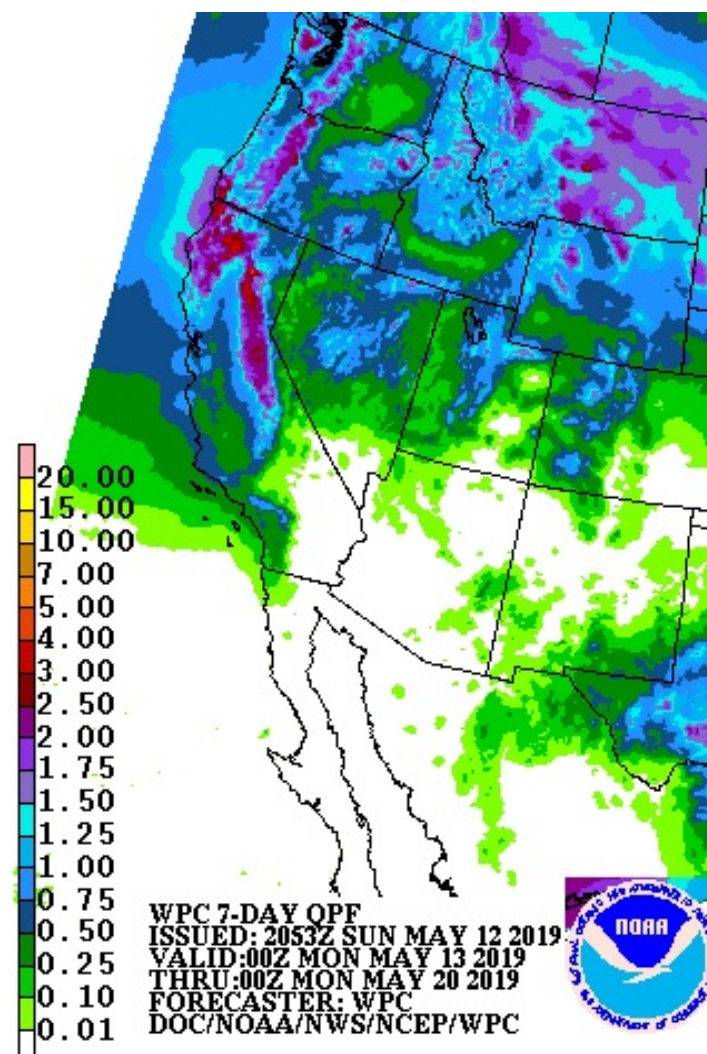 20.00
15.00
10.00
7.00
5.00
4.00
3.00
2.50
2.00
1.75
1.50
1.25
1.00
0.75
0.50
0.25
0.10
0.01
WPC 7-DAY QPF
ISSUED: 2053Z SUN MAY 12 2019
VALID:00Z MON MAY 13 2019
THRU:00Z MON MAY 20 2019
FORECASTER: WPC
DOC/NOAA/NWS/NCEP/WPC
NOAA